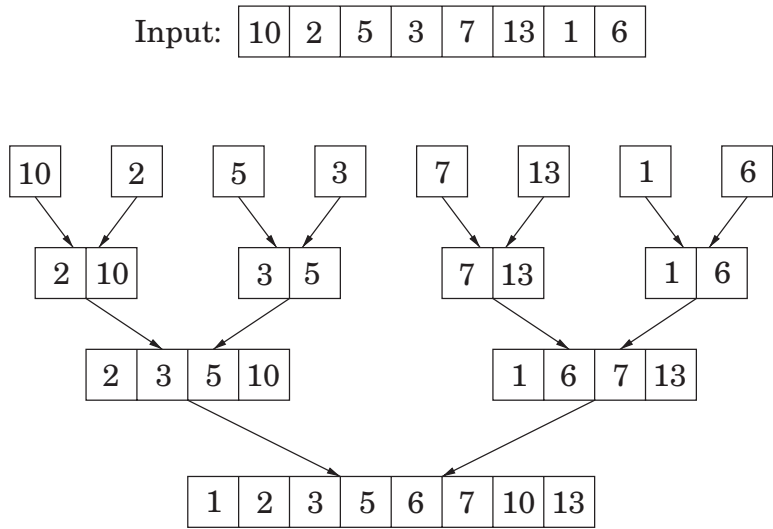 Input: 10 2 5 3 7 13 1 6
10 2 5 3 7 13 1 6
2 10 3 5 7 13 1 6
2 3 5 10 1 6 7 13
1 2 3 5 6 7 10 13